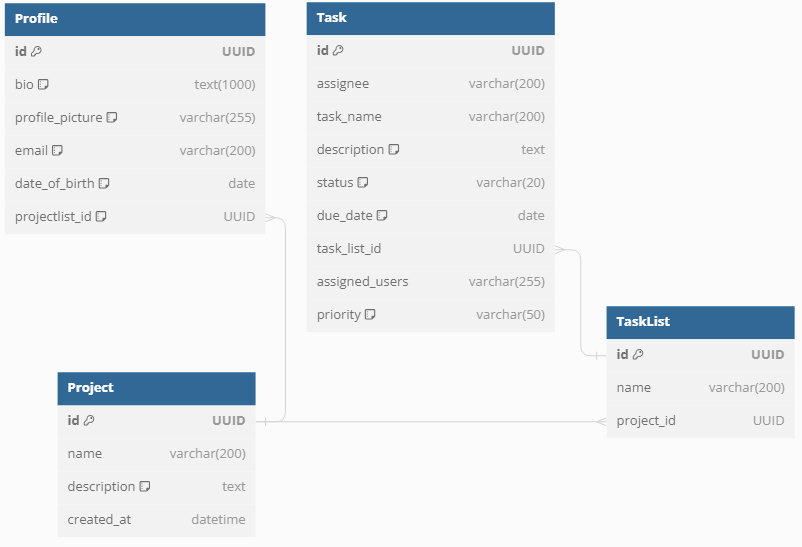 Profile
id UUID
bio text(1000)
profile_picture varchar(255)
email varchar(200)
date_of_birth date
projectlist_id UUID
Task
id UUID
assignee varchar(200)
task_name varchar(200)
description text
status varchar(20)
due_date date
task_list_id UUID
assigned_users varchar(255)
priority varchar(50)
TaskList
id UUID
name varchar(200)
project_id UUID
Project
id UUID
name varchar(200)
description text
created_at datetime